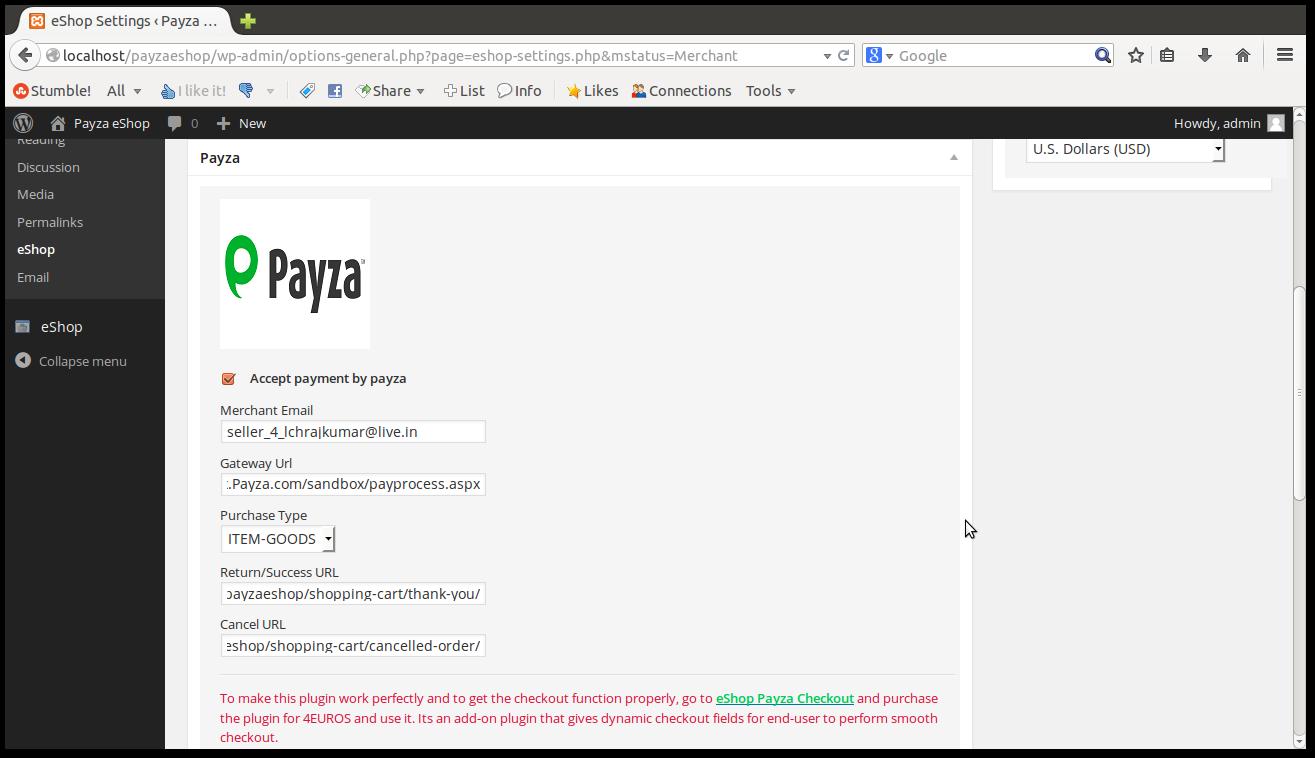 eShop Settings ‹ Payza ...
localhost/payzaeshop/wp-admin/options-general.php?page=eshop-settings.php&mstatus=Merchant
Google
Stumble! All I like it! Share List Info Likes Connections Tools
Payza eShop 0 New Howdy, admin
Reading
Discussion
Media
Permalinks
eShop
Email
eShop
Collapse menu
Payza
U.S. Dollars (USD)
Payza
Accept payment by payza
Merchant Email
seller_4_lchrajkumar@live.in
Gateway Url
:.Payza.com/sandbox/payprocess.aspx
Purchase Type
ITEM-GOODS
Return/Success URL
payzaeshop/shopping-cart/thank-you/
Cancel URL
eshop/shopping-cart/cancelled-order/
To make this plugin work perfectly and to get the checkout function properly, go to eShop Payza Checkout and purchase
the plugin for 4EUROS and use it. Its an add-on plugin that gives dynamic checkout fields for end-user to perform smooth
checkout.